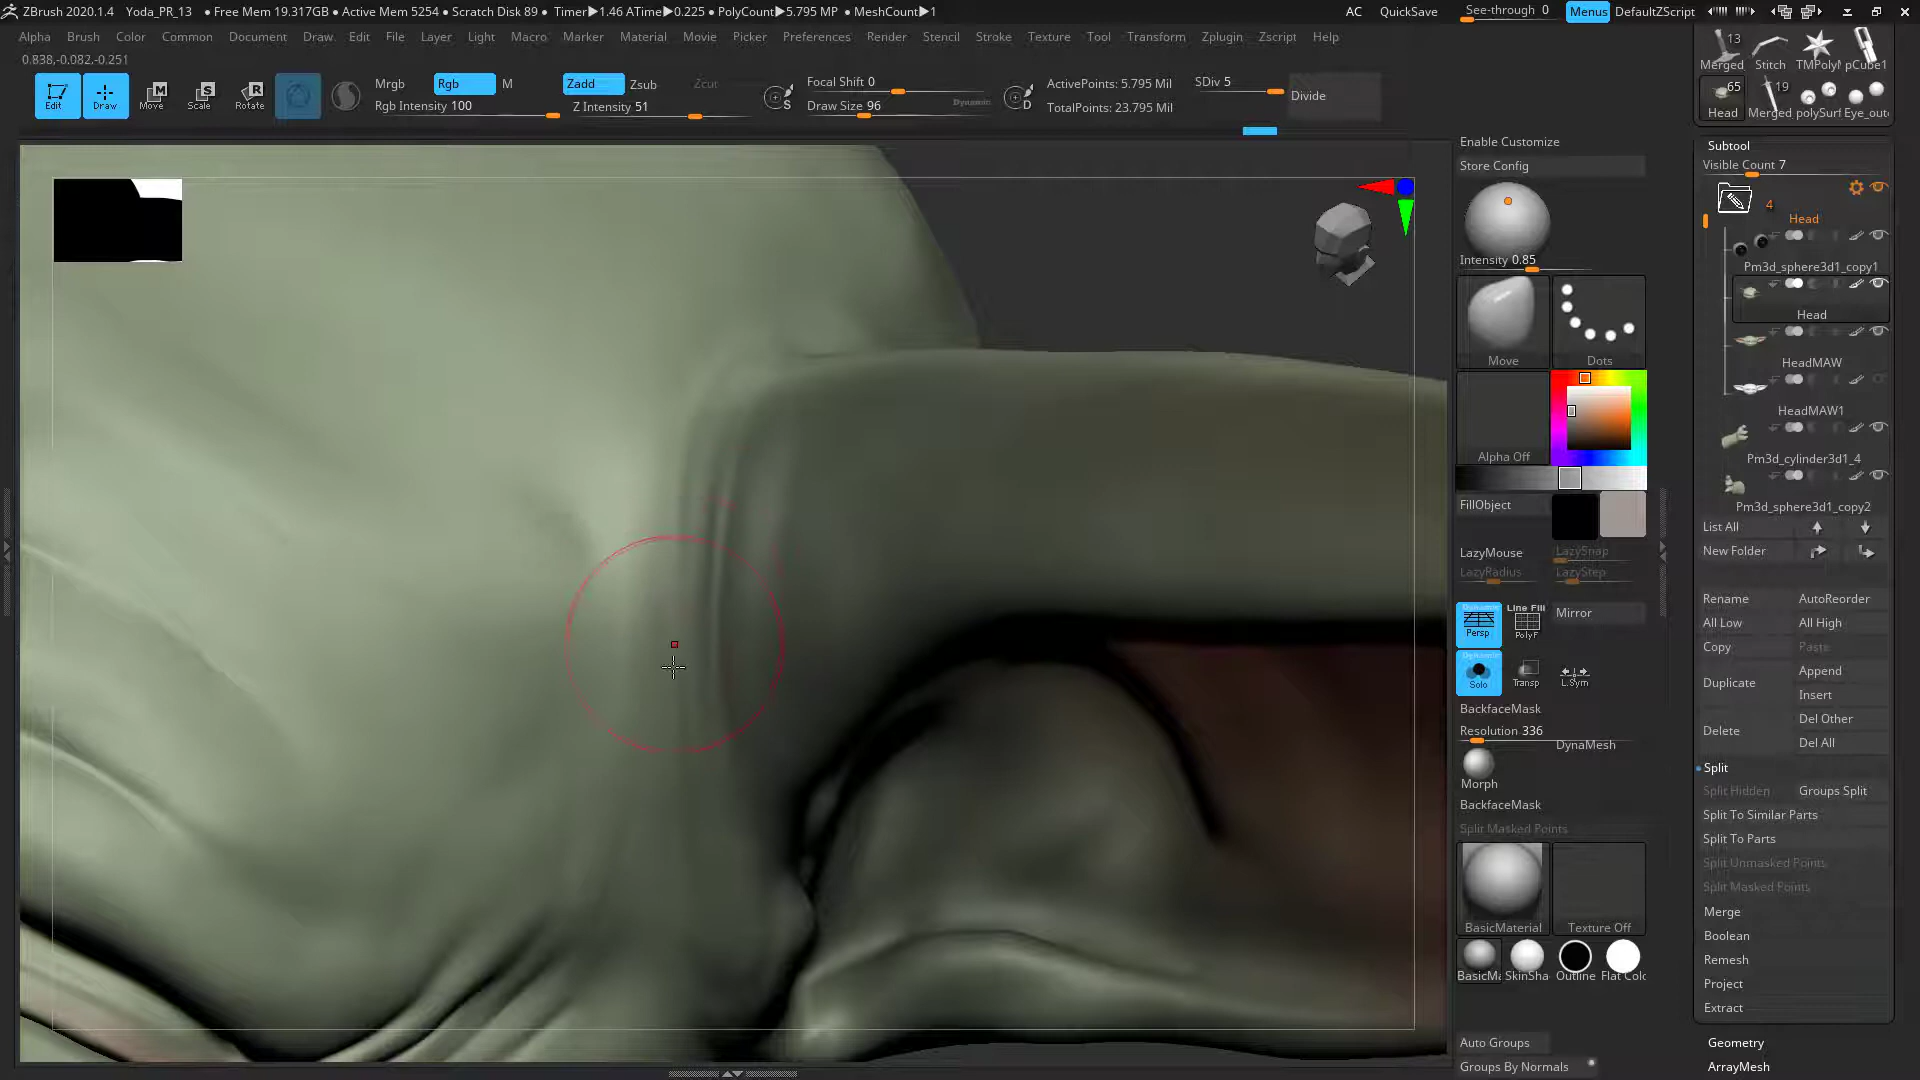 ZBrush 2020.1.4 Yoda_PR_13 ● Free Mem 19.317GB ● Active Mem 5254 ● Scratch Disk 89 ● Timer▶1.46 ATime▶0.225 ● PolyCount▶5.795 MP ● MeshCount▶1 AC QuickSave See-through 0 Menus DefaultZScript
Alpha Brush Color Common Document Draw Edit File Layer Light Macro Marker Material Movie Picker Preferences Render Stencil Stroke Texture Tool Transform Zplugin Zscript Help
0.838,-0.082,-0.251
Edit Draw Move Scale Rotate
Mrgb Rgb M
Rgb Intensity 100
Zadd Zsub Zcut
Z Intensity 51
S
Focal Shift 0
Draw Size 96 Dynamic
D
ActivePoints: 5.795 Mil
TotalPoints: 23.795 Mil
SDiv 5
Divide
Enable Customize
Store Config
Intensity 0.85
Move Dots
Alpha Off
FillObject
LazyMouse LazySnap
LazyRadius LazyStep
Dynamic
Persp
Line Fill
PolyF
Mirror
Dynamic
Solo
Transp
L.Sym
BackfaceMask
Resolution 336
DynaMesh
Morph
BackfaceMask
Split Masked Points
BasicMaterial Texture Off
BasicMa SkinSha Outline Flat Colo
Auto Groups
Groups By Normals
13
Merged Stitch TMPolyM pCube1
65
19
Head Merged polySurf Eye_oute
Subtool
Visible Count 7
4
Head
Pm3d_sphere3d1_copy1
Head
HeadMAW
HeadMAW1
Pm3d_cylinder3d1_4
Pm3d_sphere3d1_copy2
List All
New Folder
Rename AutoReorder
All Low All High
Copy Paste
Duplicate
Append
Insert
Delete
Del Other
Del All
Split
Split Hidden Groups Split
Split To Similar Parts
Split To Parts
Split Unmasked Points
Split Masked Points
Merge
Boolean
Remesh
Project
Extract
Geometry
ArrayMesh